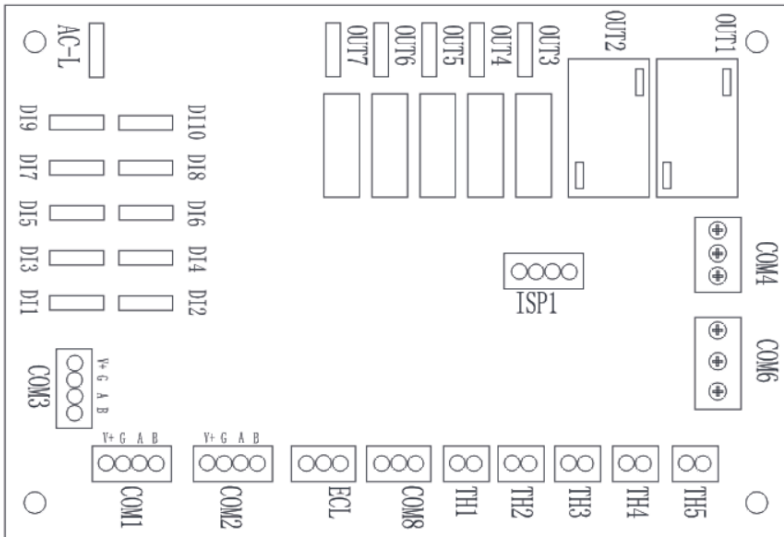 AC-L
OUT7
OUT6
OUT5
OUT4
OUT3
OUT2
OUT1
DI9
DI10
DI7
DI8
DI5
DI6
DI3
DI4
DI1
DI2
COM4
ISP1
COM6
COM3
V+
G
A
B
V+ G A B
V+ G A B
COM1
COM2
ECL
COM8
TH1
TH2
TH3
TH4
TH5